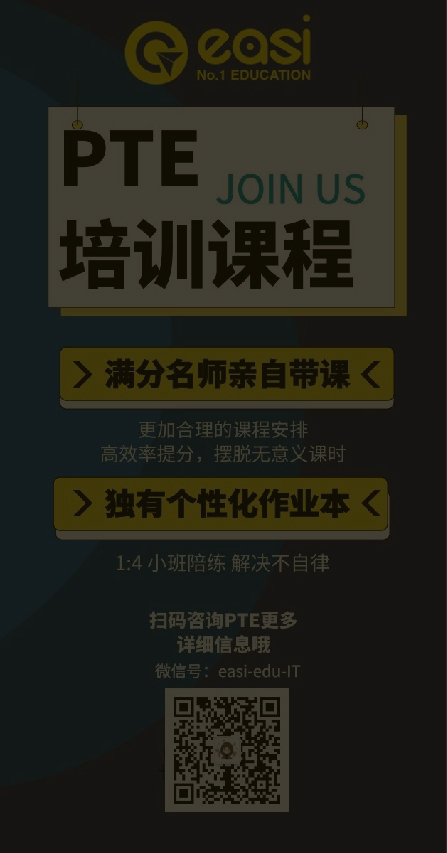 easi
No.1 EDUCATION
PTE
JOIN US
培训课程
满分名师亲自带课
更加合理的课程安排
高效率提分，摆脱无意义课时
独有个性化作业本
1:4 小班陪练 解决不自律
扫码咨询PTE更多
详细信息哦
微信号：easi-edu-IT